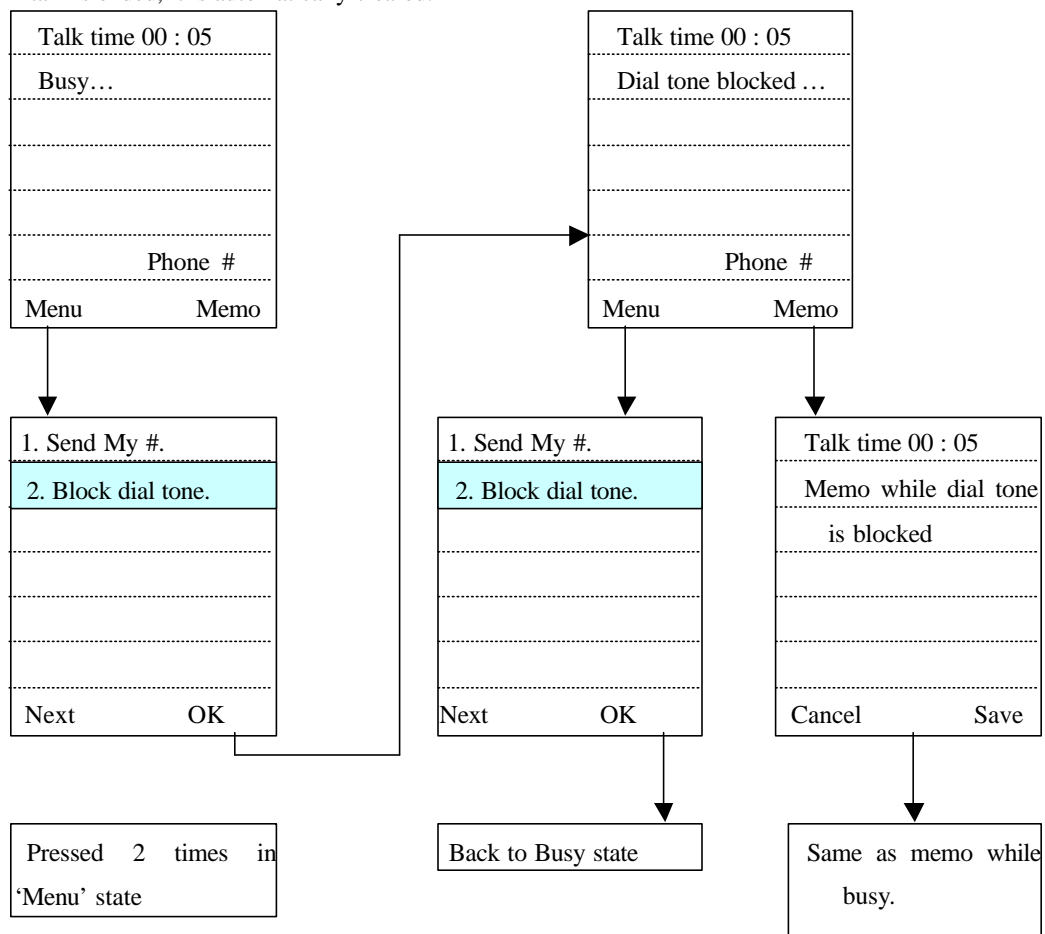 Talk time 00 : 05
Busy…
Phone #
Menu Memo
Talk time 00 : 05
Dial tone blocked …
Phone #
Menu Memo
1. Send My #.
2. Block dial tone.
Next OK
1. Send My #.
2. Block dial tone.
Next OK
Talk time 00 : 05
Memo while dial tone
is blocked
Cancel Save
Pressed 2 times in
‘Menu’ state
Back to Busy state
Same as memo while
busy.